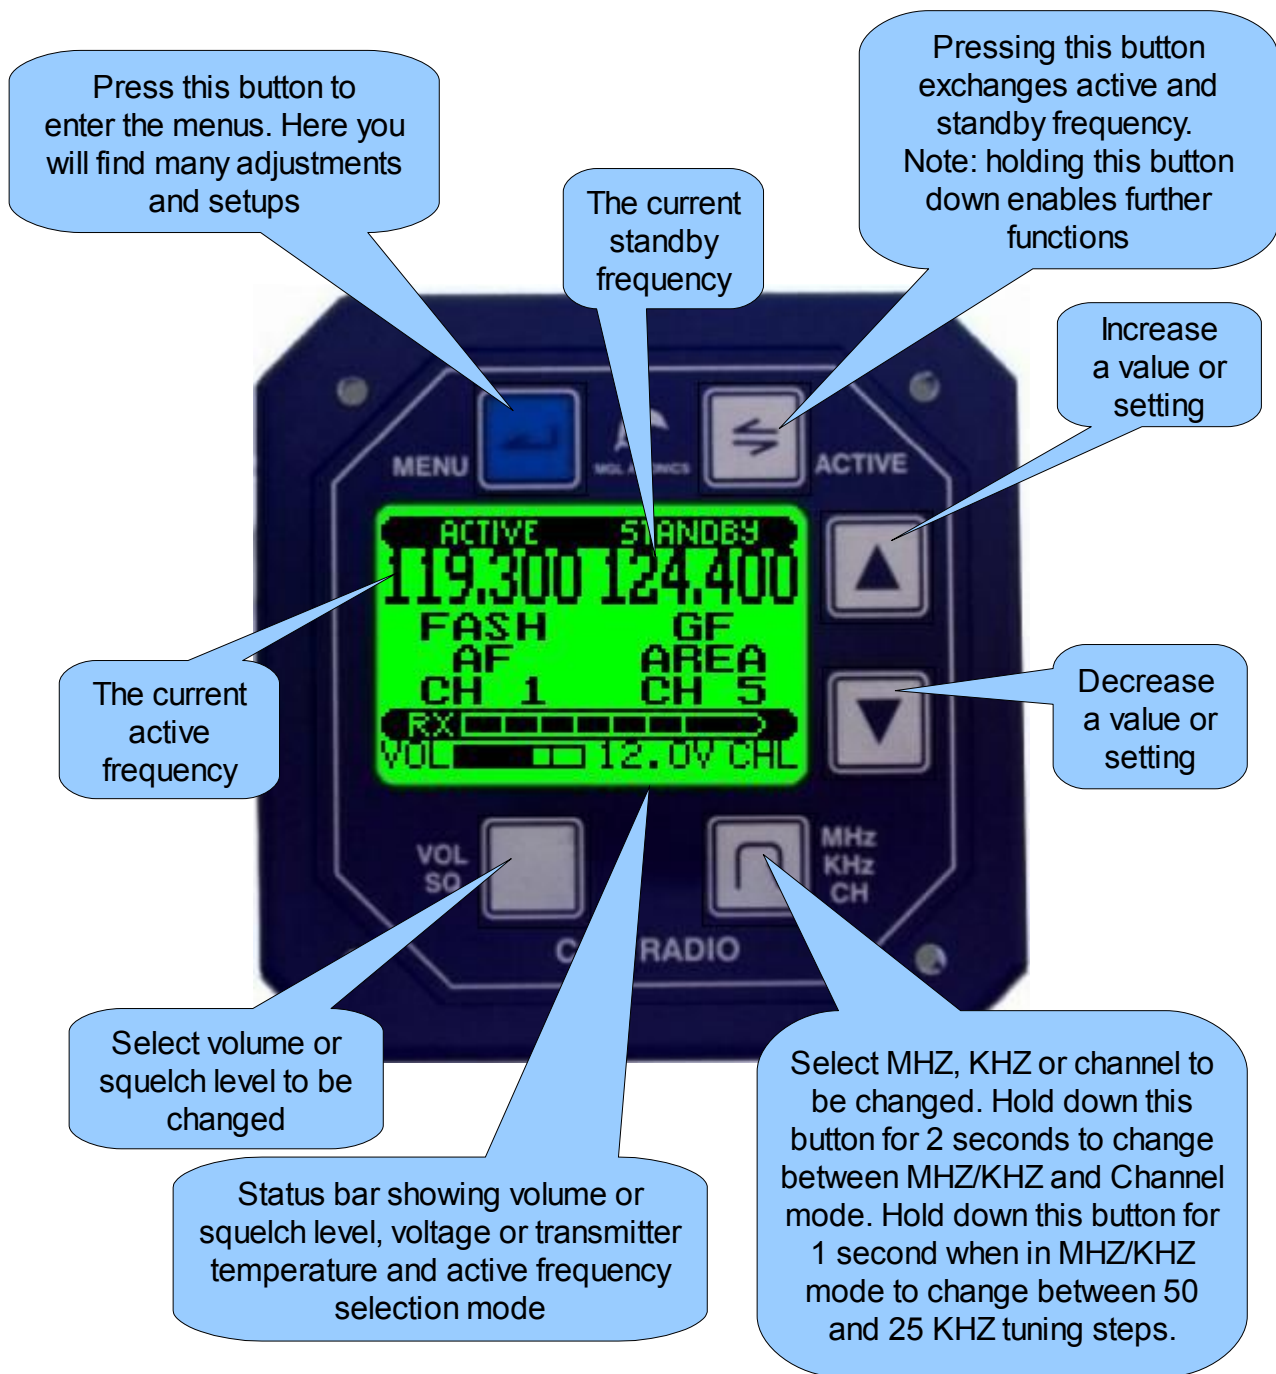 Press this button to
enter the menus. Here you
will find many adjustments
and setups
Pressing this button
exchanges active and
standby frequency.
Note: holding this button
down enables further
functions
The current
standby
frequency
Increase
a value or
setting
MENU
ACTIVE
ACTIVE STANDBY
119.300 124.400
FASH GF
AF AREA
CH 1 CH 5
RX
VOL 12.0V CHL
The current
active
frequency
Decrease
a value or
setting
VOL
SQ
MHz
KHz
CH
RADIO
Select volume or
squelch level to be
changed
Status bar showing volume or
squelch level, voltage or transmitter
temperature and active frequency
selection mode
Select MHZ, KHZ or channel to
be changed. Hold down this
button for 2 seconds to change
between MHZ/KHZ and Channel
mode. Hold down this button for
1 second when in MHZ/KHZ
mode to change between 50
and 25 KHZ tuning steps.